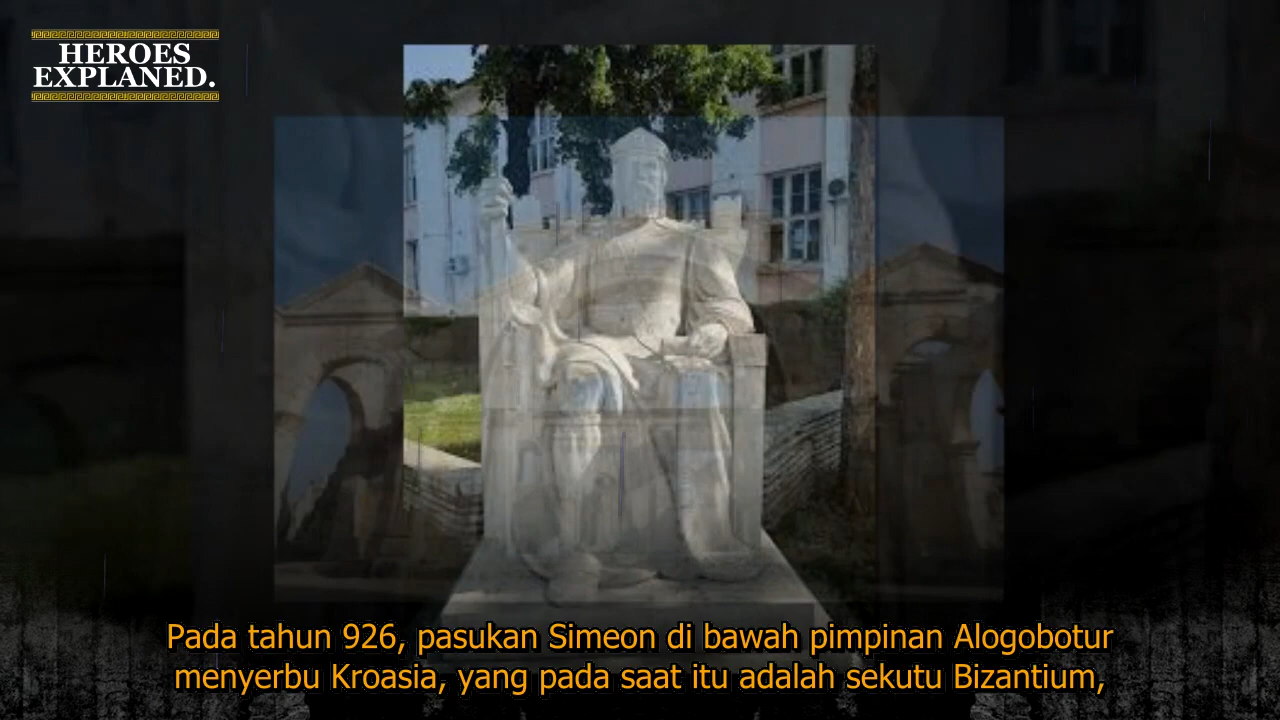 HEROES
EXPLANED.
Pada tahun 926, pasukan Simeon di bawah pimpinan Alogobotur
menyerbu Kroasia, yang pada saat itu adalah sekutu Bizantium,